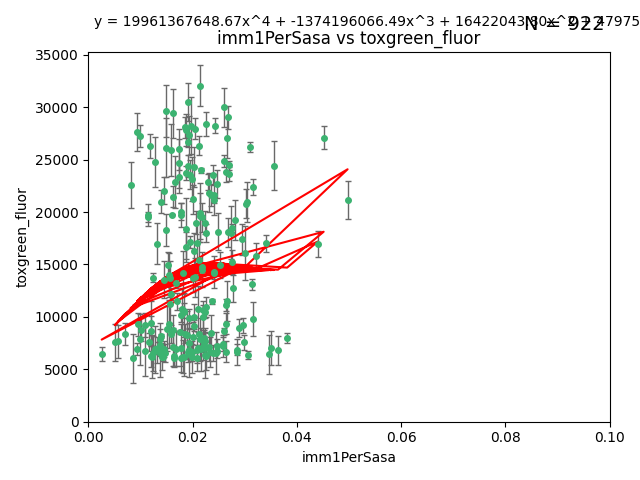 y = 19961367648.67x^4 + -1374196066.49x^3 + 16422043
N = 922
imm1PerSasa vs toxgreen_fluor
35000
30000
25000
20000
15000
10000
5000
0
toxgreen_fluor
0.00 0.02 0.04 0.06 0.08 0.10
imm1PerSasa